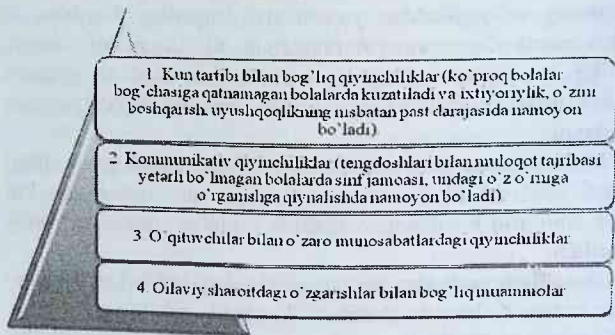 1. Kun tartibi bilan bog`liq qiyinchiliklar (ko`proq bolalar
bog`chasiga qatnamagan bolalarda kuzatiladi va ixtiyoriylik, o`zini
boshqarish, uyushqoqlikning nisbatan past darajasida namoyon
bo`ladi).
2. Kommunikativ qiyinchiliklar (tengdoshlari bilan muloqot tajribasi
yetarli bo`lmagan bolalarda sinf jamoasi, undagi o`z o`rniga
o`rganishga qiynalishda namoyon bo`ladi)
3. O`qituvchilar bilan o`zaro munosabatlardagi qiyinchiliklar
4. Oilaviy sharoitdagi o`zgarishlar bilan bog`liq muammolar